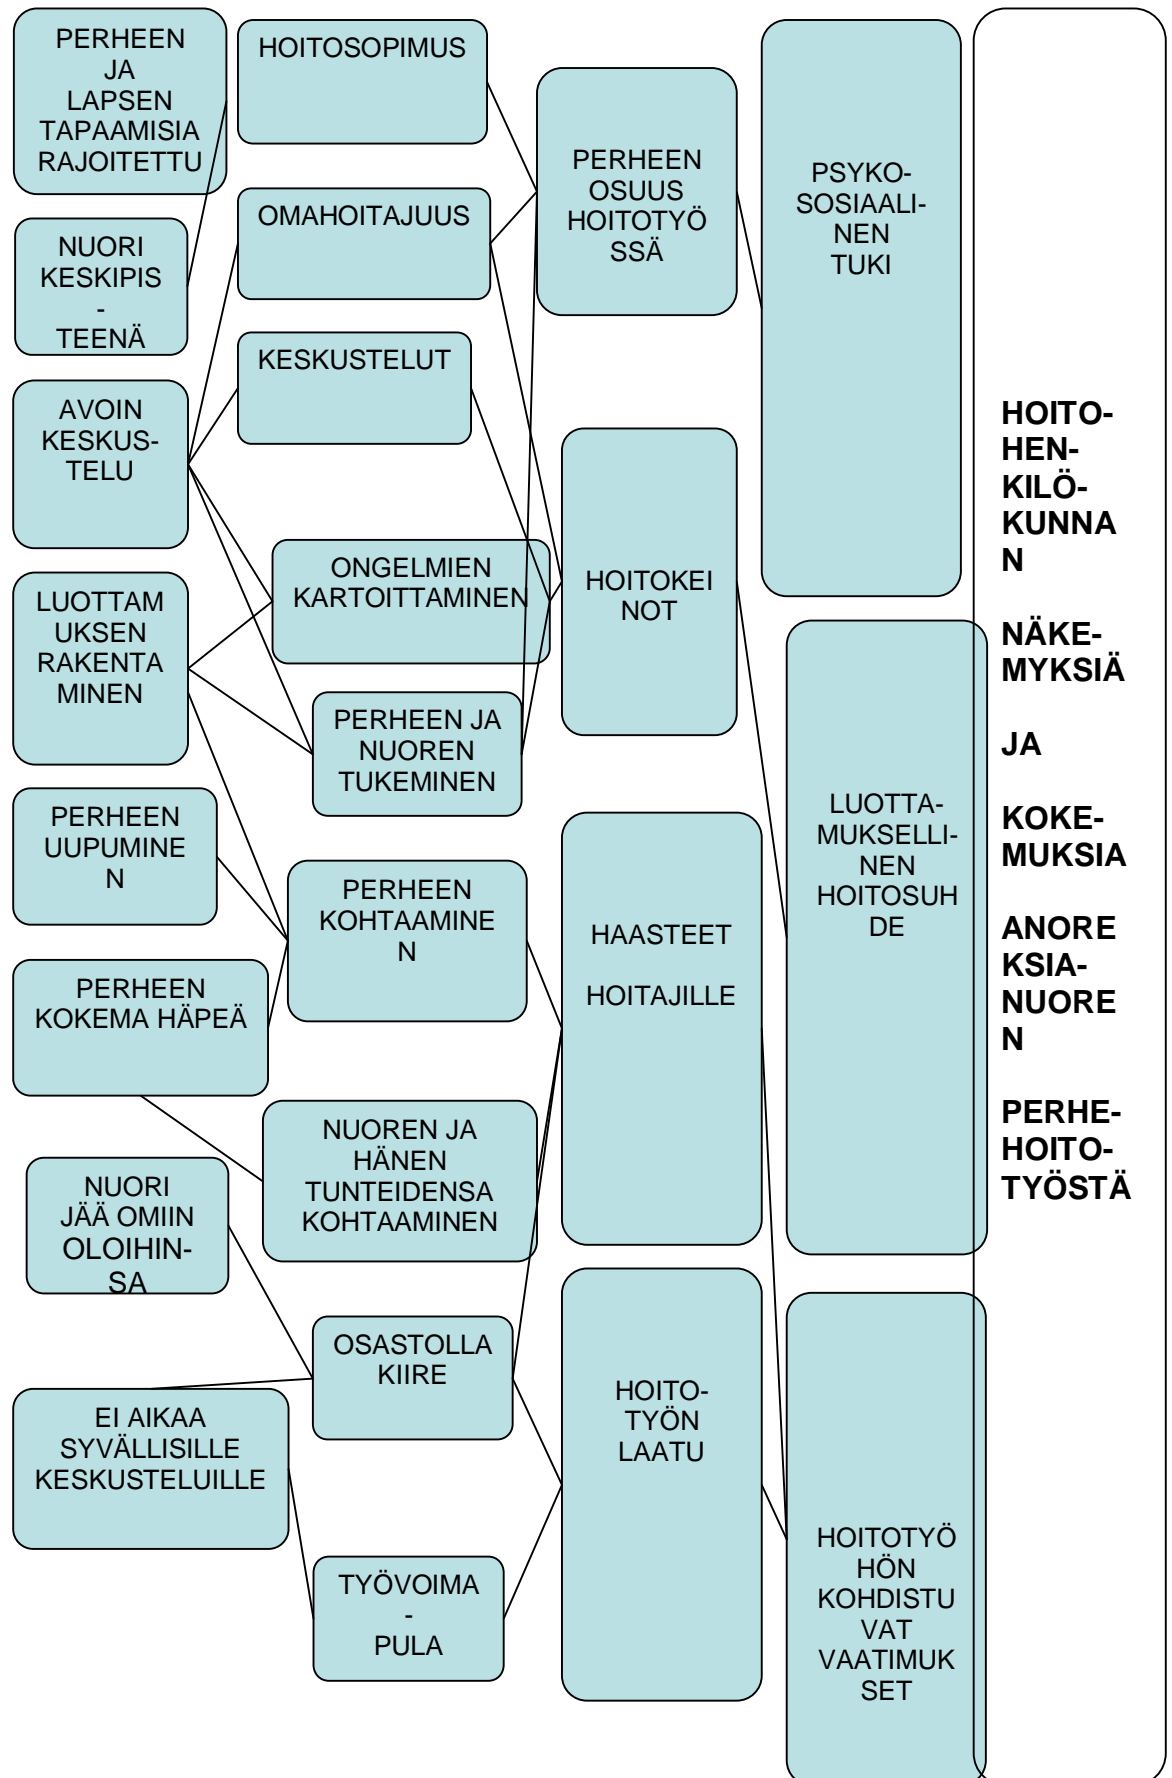 PERHEEN
JA
LAPSEN
TAPAAMISIA
RAJOITETTU
NUORI
KESKIPIS
-
TEENÄ
AVOIN
KESKUS-
TELU
LUOTTAM
UKSEN
RAKENTA
MINEN
PERHEEN
UUPUMINE
N
PERHEEN
KOKEMA HÄPEÄ
NUORI
JÄÄ OMIIN
OLOIHIN-
SA
EI AIKAA
SYVÄLLISILLE
KESKUSTELUILLE
HOITOSOPIMUS
OMAHOITAJUUS
KESKUSTELUT
ONGELMIEN
KARTOITTAMINEN
PERHEEN JA
NUOREN
TUKEMINEN
PERHEEN
KOHTAAMINE
N
NUOREN JA
HÄNEN
TUNTEIDENSA
KOHTAAMINEN
OSASTOLLA
KIIRE
TYÖVOIMA
-
PULA
PERHEEN
OSUUS
HOITOTYÖ
SSÄ
HOITOKEI
NOT
HAASTEET
HOITAJILLE
HOITO-
TYÖN
LAATU
PSYKO-
SOSIAALI-
NEN
TUKI
LUOTTA-
MUKSELLI-
NEN
HOITOSUH
DE
HOITOTYÖ
HÖN
KOHDISTU
VAT
VAATIMUK
SET
HOITO-
HEN-
KILÖ-
KUNNA
N
NÄKE-
MYKSIÄ
JA
KOKE-
MUKSIA
ANORE
KSIA-
NUORE
N
PERHE-
HOITO-
TYÖSTÄ